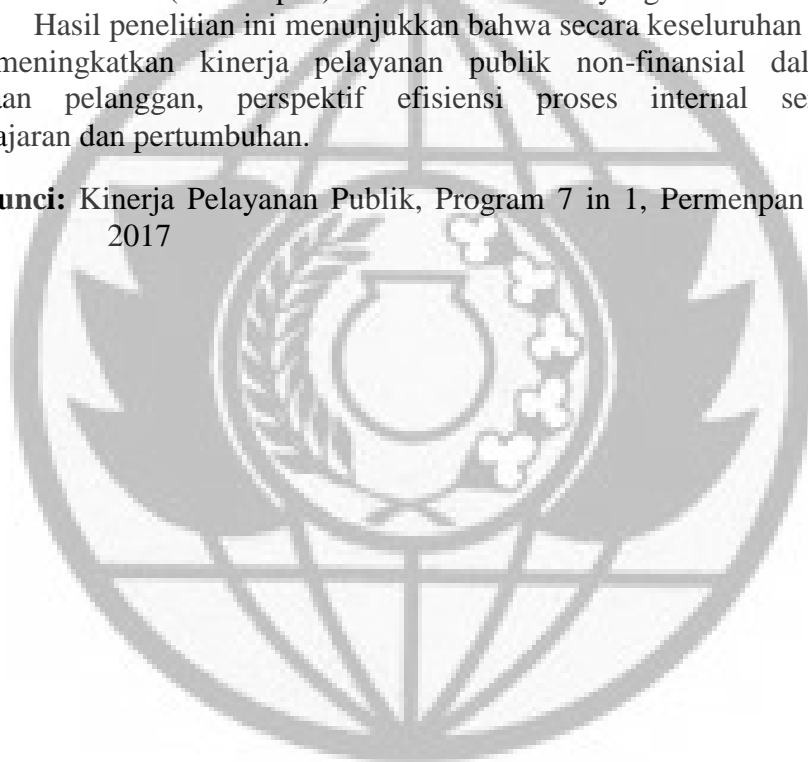 Hasil penelitian ini menunjukkan bahwa secara keseluruhan
meningkatkan kinerja pelayanan publik non-finansial dal
an pelanggan, perspektif efisiensi proses internal se
ajaran dan pertumbuhan.
unci: Kinerja Pelayanan Publik, Program 7 in 1, Permenpan
2017